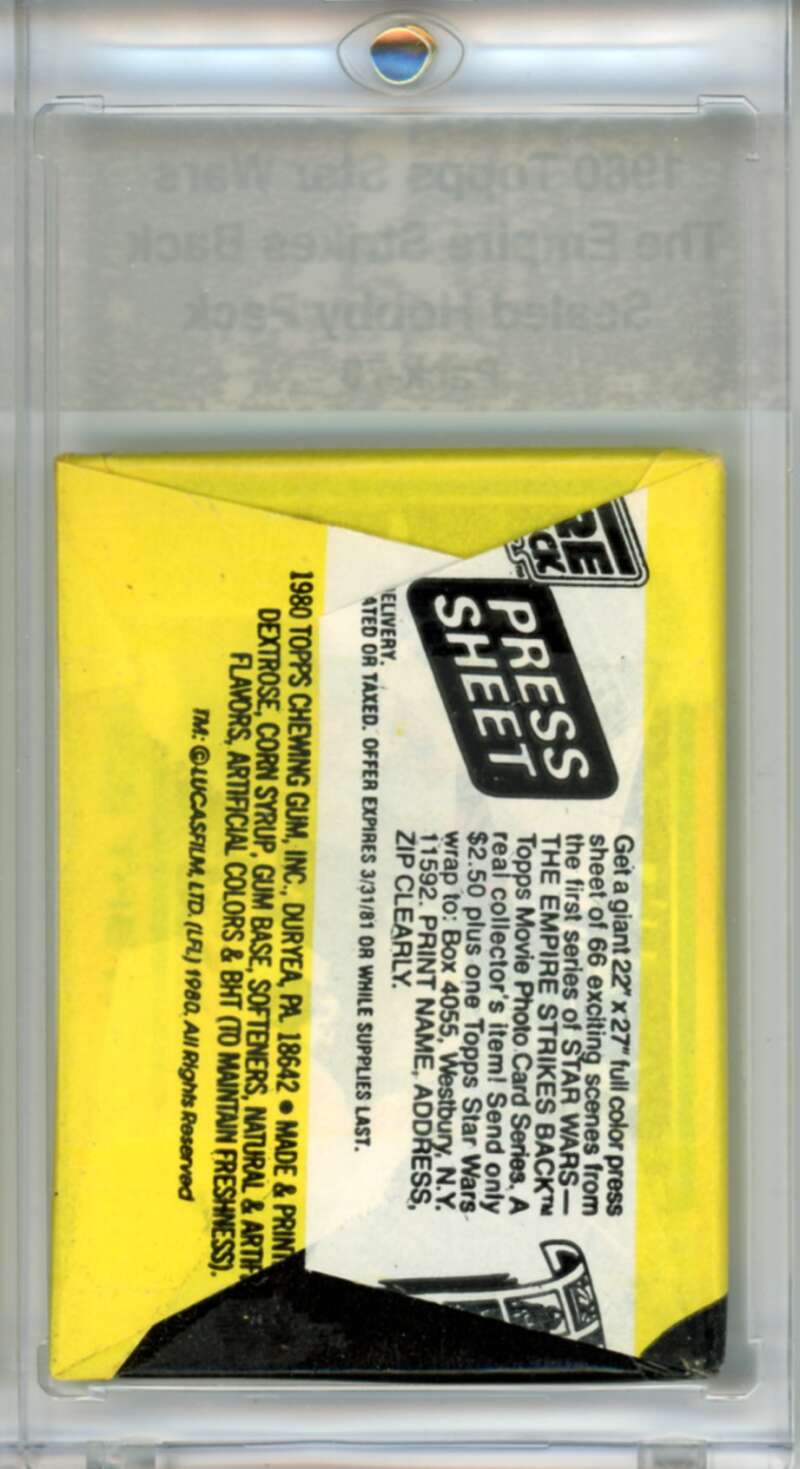 1980 Topps Star Wars
The Empire Strikes Back
Sealed Hobby Pack
RE
CK
PRESS
SHEET
Get a giant 22" x 27" full color press
sheet of 66 exciting scenes from
the first series of STAR WARS—
THE EMPIRE STRIKES BACK™
Topps Movie Photo Card Series. A
real collector's item! Send only
$2.50 plus one Topps Star Wars
wrap to: Box 4055, Westbury, N.Y.
11592. PRINT NAME, ADDRESS,
ZIP CLEARLY.
ELIVERY.
ATED OR TAXED. OFFER EXPIRES 3/31/81 OR WHILE SUPPLIES LAST.
1980 TOPPS CHEWING GUM, INC., DURYEA, PA. 18642 • MADE & PRINT
DEXTROSE, CORN SYRUP, GUM BASE, SOFTENERS, NATURAL & ARTIF
FLAVORS, ARTIFICIAL COLORS & BHT (TO MAINTAIN FRESHNESS).
TM: © LUCASFILM, LTD. (LFL) 1980. All Rights Reserved